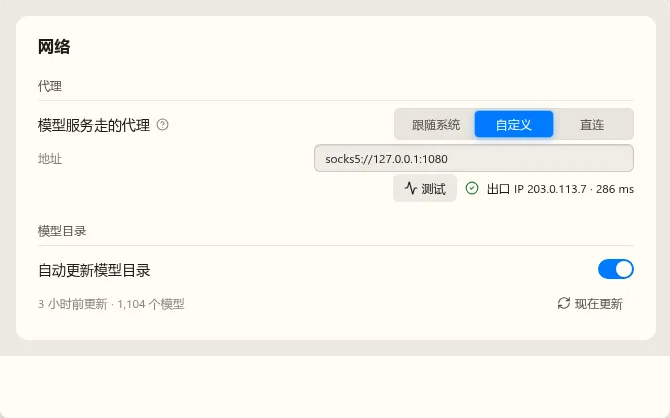 网络
代理
模型服务走的代理
跟随系统 自定义 直连
地址 socks5://127.0.0.1:1080
测试 出口 IP 203.0.113.7 · 286 ms
模型目录
自动更新模型目录
3 小时前更新 · 1,104 个模型 现在更新